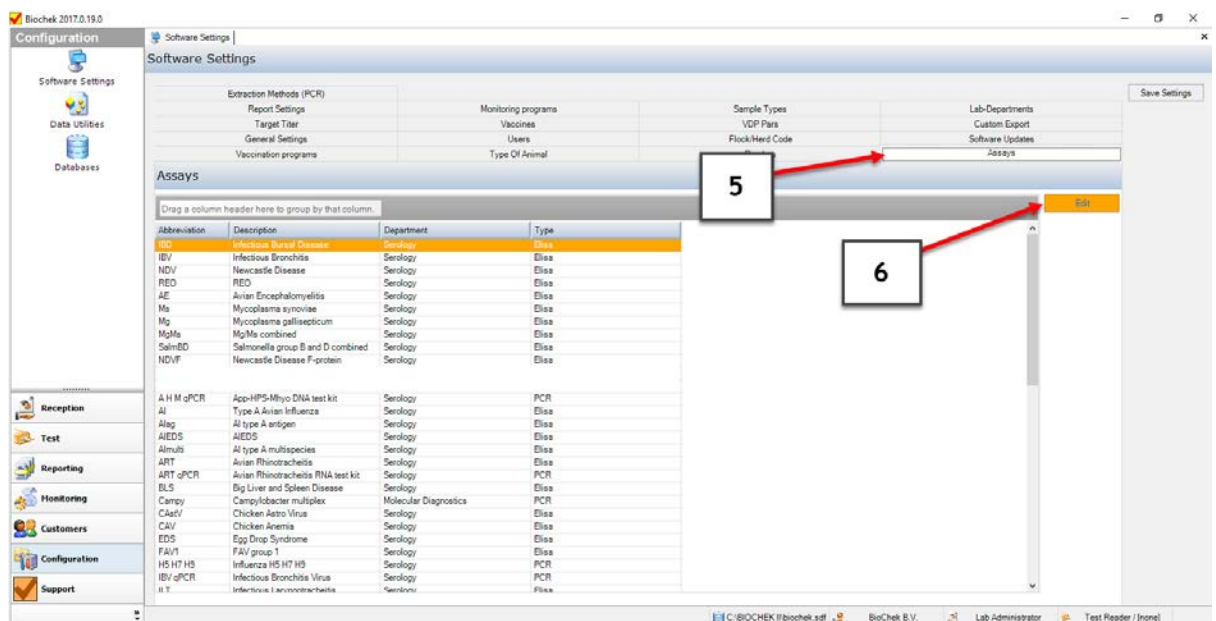 Biochek 2017.0.19.0
Configuration
Software Settings
Data Utilities
Databases
Reception
Test
Reporting
Monitoring
Customers
Configuration
Support
Software Settings
Software Settings
Extraction Methods (PCR)
Report Settings Monitoring programs Sample Types Lab-Departments
Target Titer Vaccines VDP Para Custom Export
General Settings Users Flock/Herd Code Software Updates
Vaccination programs Type Of Animal Assays
Save Settings
Assays
5
Drag a column header here to group by that column.
Edit
6
Abbreviation Description Department Type
IBD Infectious Bursal Disease Serology Elisa
IBV Infectious Bronchitis Serology Elisa
NDV Newcastle Disease Serology Elisa
REO REO Serology Elisa
AE Avian Encephalomyelitis Serology Elisa
Ms Mycoplasma synoviae Serology Elisa
Mg Mycoplasma gallisepticum Serology Elisa
MgMs Mg/Ms combined Serology Elisa
SalmBD Salmonella group B and D combined Serology Elisa
NDVF Newcastle Disease F-protein Serology Elisa
A H M qPCR App-HPS-Mhyo DNA test kit Serology PCR
AI Type A Avian Influenza Serology Elisa
AIag AI type A antigen Serology Elisa
AIEDS AIEDS Serology Elisa
AImulti AI type A multispecies Serology Elisa
ART Avian Rhinotracheitis Serology Elisa
ART qPCR Avian Rhinotracheitis RNA test kit Serology PCR
BLS Big Liver and Spleen Disease Serology Elisa
Campy Campylobacter multiplex Molecular Diagnostics PCR
CAstV Chicken Astro Virus Serology Elisa
CAV Chicken Anemia Serology Elisa
EDS Egg Drop Syndrome Serology Elisa
FAV1 FAV group 1 Serology Elisa
H5 H7 H9 Influenza H5 H7 H9 Serology PCR
IBV qPCR Infectious Bronchitis Virus Serology PCR
ILT Infectious Laryngotracheitis Serology Elisa
C:\BIOCHEK II\biochek.sdf BioChek B.V. Lab Administrator Test Reader / [none]